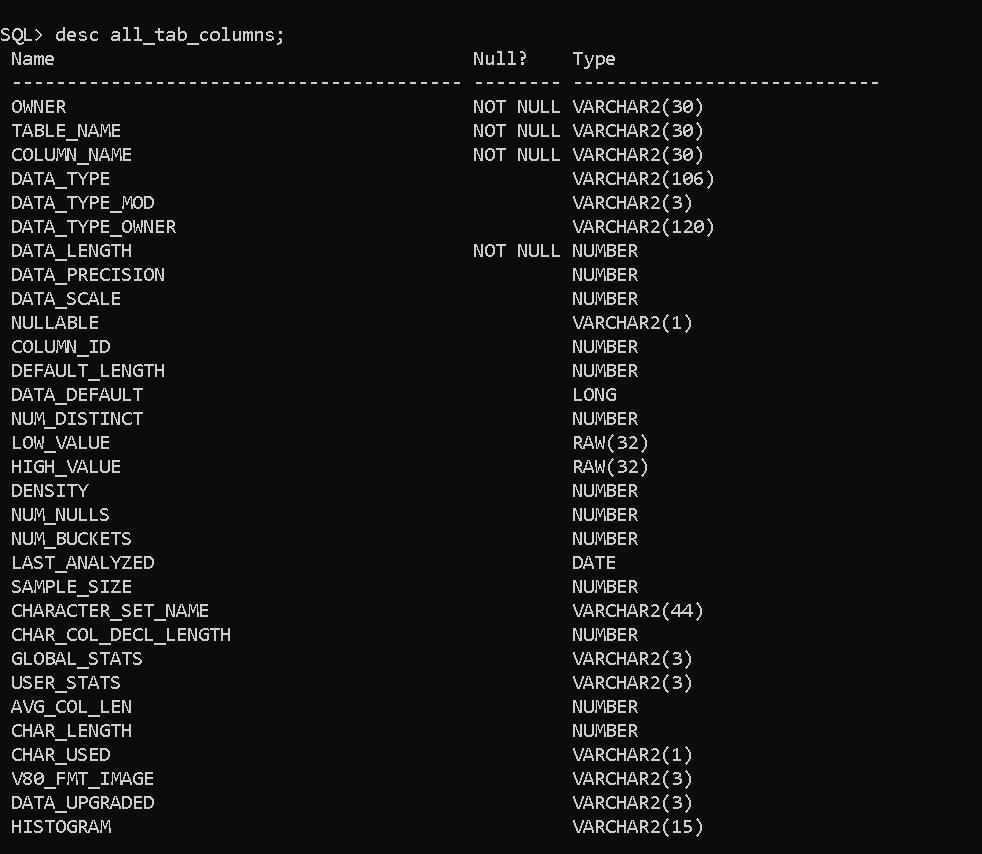 SQL> desc all_tab_columns;
 Name                                      Null?    Type
 ----------------------------------------- -------- ----------------------------
 OWNER                                     NOT NULL VARCHAR2(30)
 TABLE_NAME                                NOT NULL VARCHAR2(30)
 COLUMN_NAME                               NOT NULL VARCHAR2(30)
 DATA_TYPE                                          VARCHAR2(106)
 DATA_TYPE_MOD                                      VARCHAR2(3)
 DATA_TYPE_OWNER                                    VARCHAR2(120)
 DATA_LENGTH                               NOT NULL NUMBER
 DATA_PRECISION                                     NUMBER
 DATA_SCALE                                         NUMBER
 NULLABLE                                           VARCHAR2(1)
 COLUMN_ID                                          NUMBER
 DEFAULT_LENGTH                                     NUMBER
 DATA_DEFAULT                                       LONG
 NUM_DISTINCT                                       NUMBER
 LOW_VALUE                                          RAW(32)
 HIGH_VALUE                                         RAW(32)
 DENSITY                                            NUMBER
 NUM_NULLS                                          NUMBER
 NUM_BUCKETS                                        NUMBER
 LAST_ANALYZED                                      DATE
 SAMPLE_SIZE                                        NUMBER
 CHARACTER_SET_NAME                                 VARCHAR2(44)
 CHAR_COL_DECL_LENGTH                               NUMBER
 GLOBAL_STATS                                       VARCHAR2(3)
 USER_STATS                                         VARCHAR2(3)
 AVG_COL_LEN                                        NUMBER
 CHAR_LENGTH                                        NUMBER
 CHAR_USED                                          VARCHAR2(1)
 V80_FMT_IMAGE                                      VARCHAR2(3)
 DATA_UPGRADED                                      VARCHAR2(3)
 HISTOGRAM                                          VARCHAR2(15)